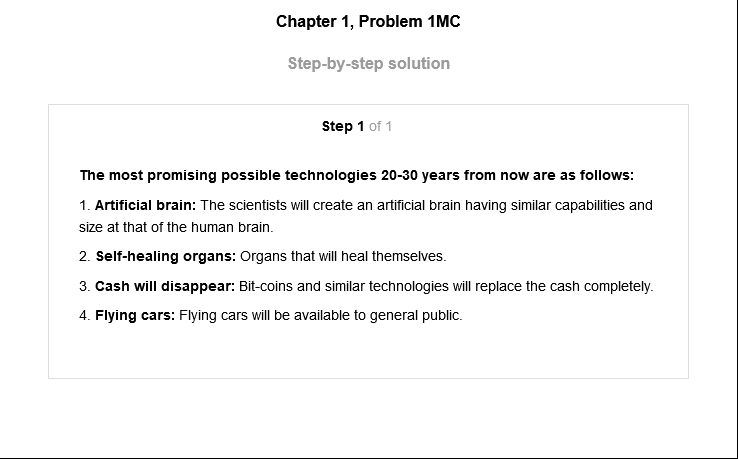 Chapter 1, Problem 1MC
Step-by-step solution
Step 1 of 1
The most promising possible technologies 20-30 years from now are as follows:
1. Artificial brain: The scientists will create an artificial brain having similar capabilities and
size at that of the human brain.
2. Self-healing organs: Organs that will heal themselves.
3. Cash will disappear: Bit-coins and similar technologies will replace the cash completely.
4. Flying cars: Flying cars will be available to general public.